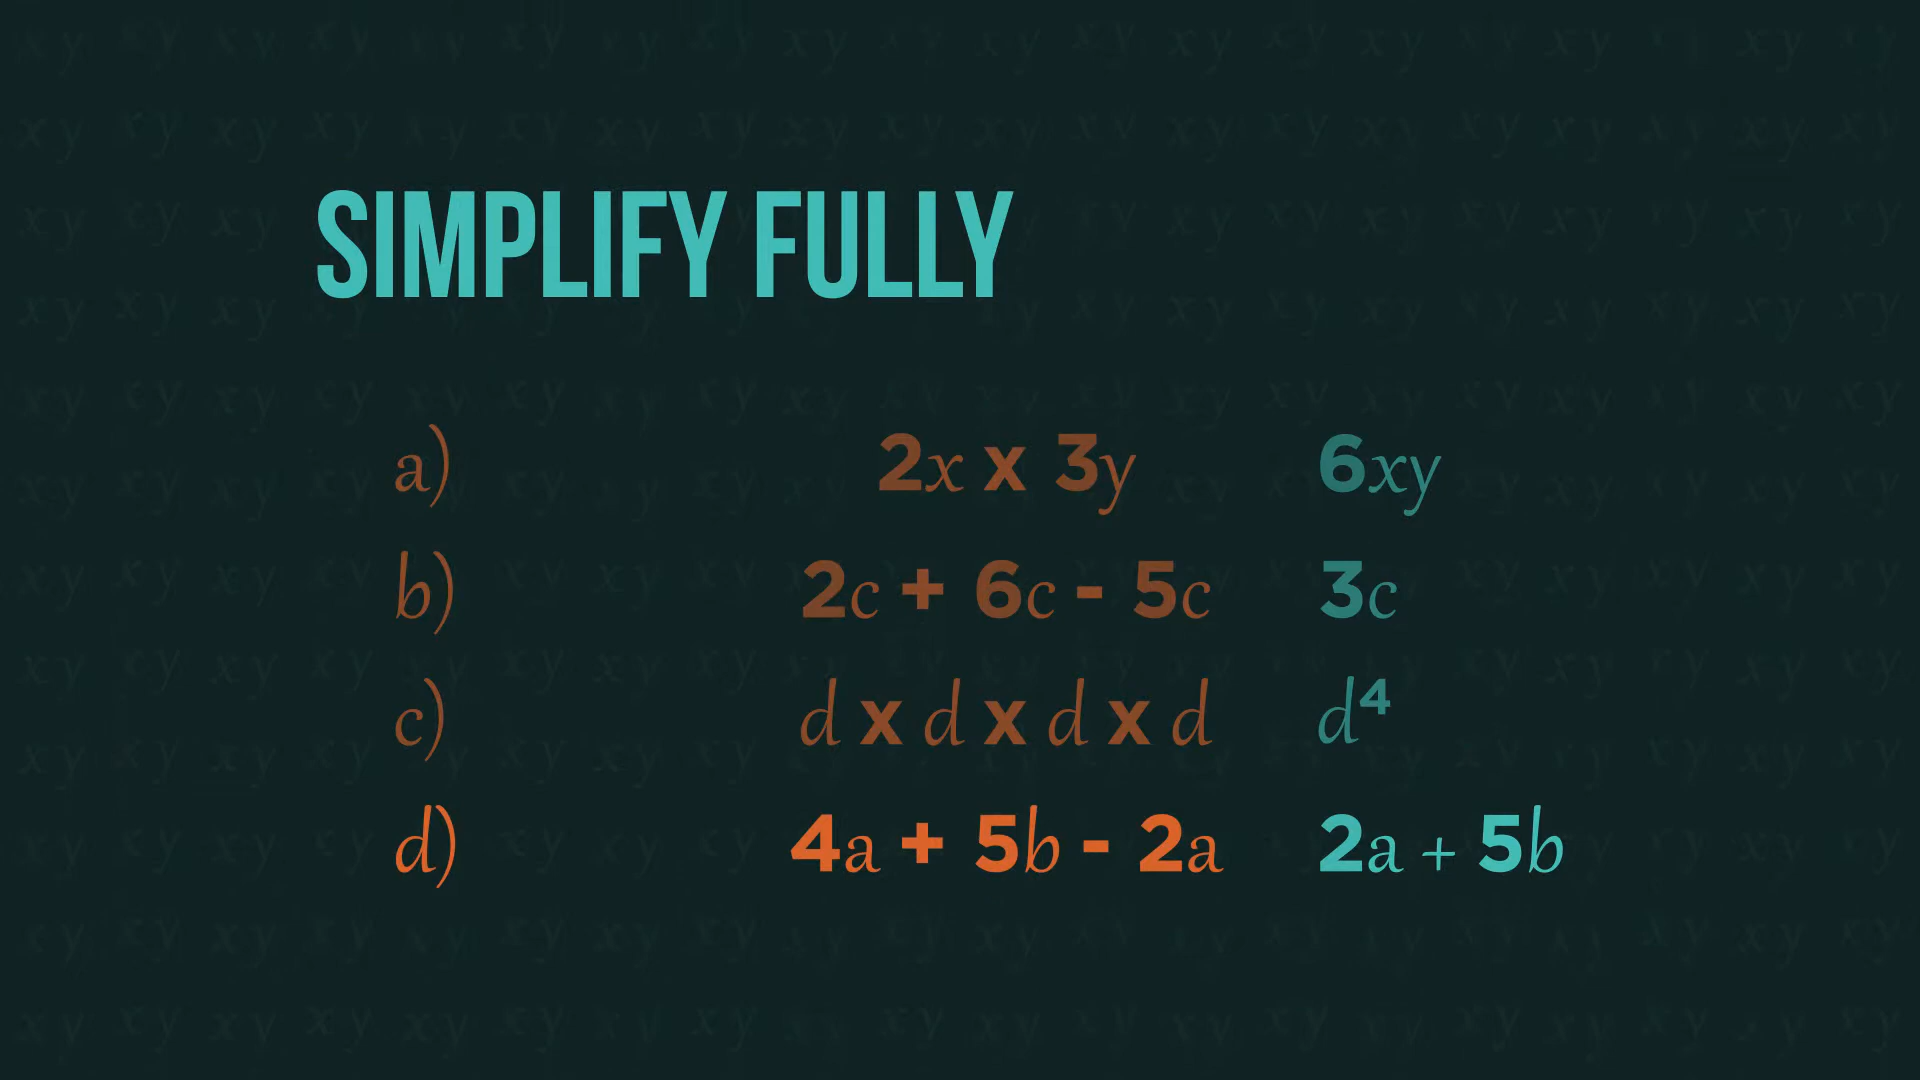 SIMPLIFY FULLY
a) 2x x 3y 6xy
b) 2c + 6c - 5c 3c
c) d x d x d x d d⁴
d) 4a + 5b - 2a 2a + 5b